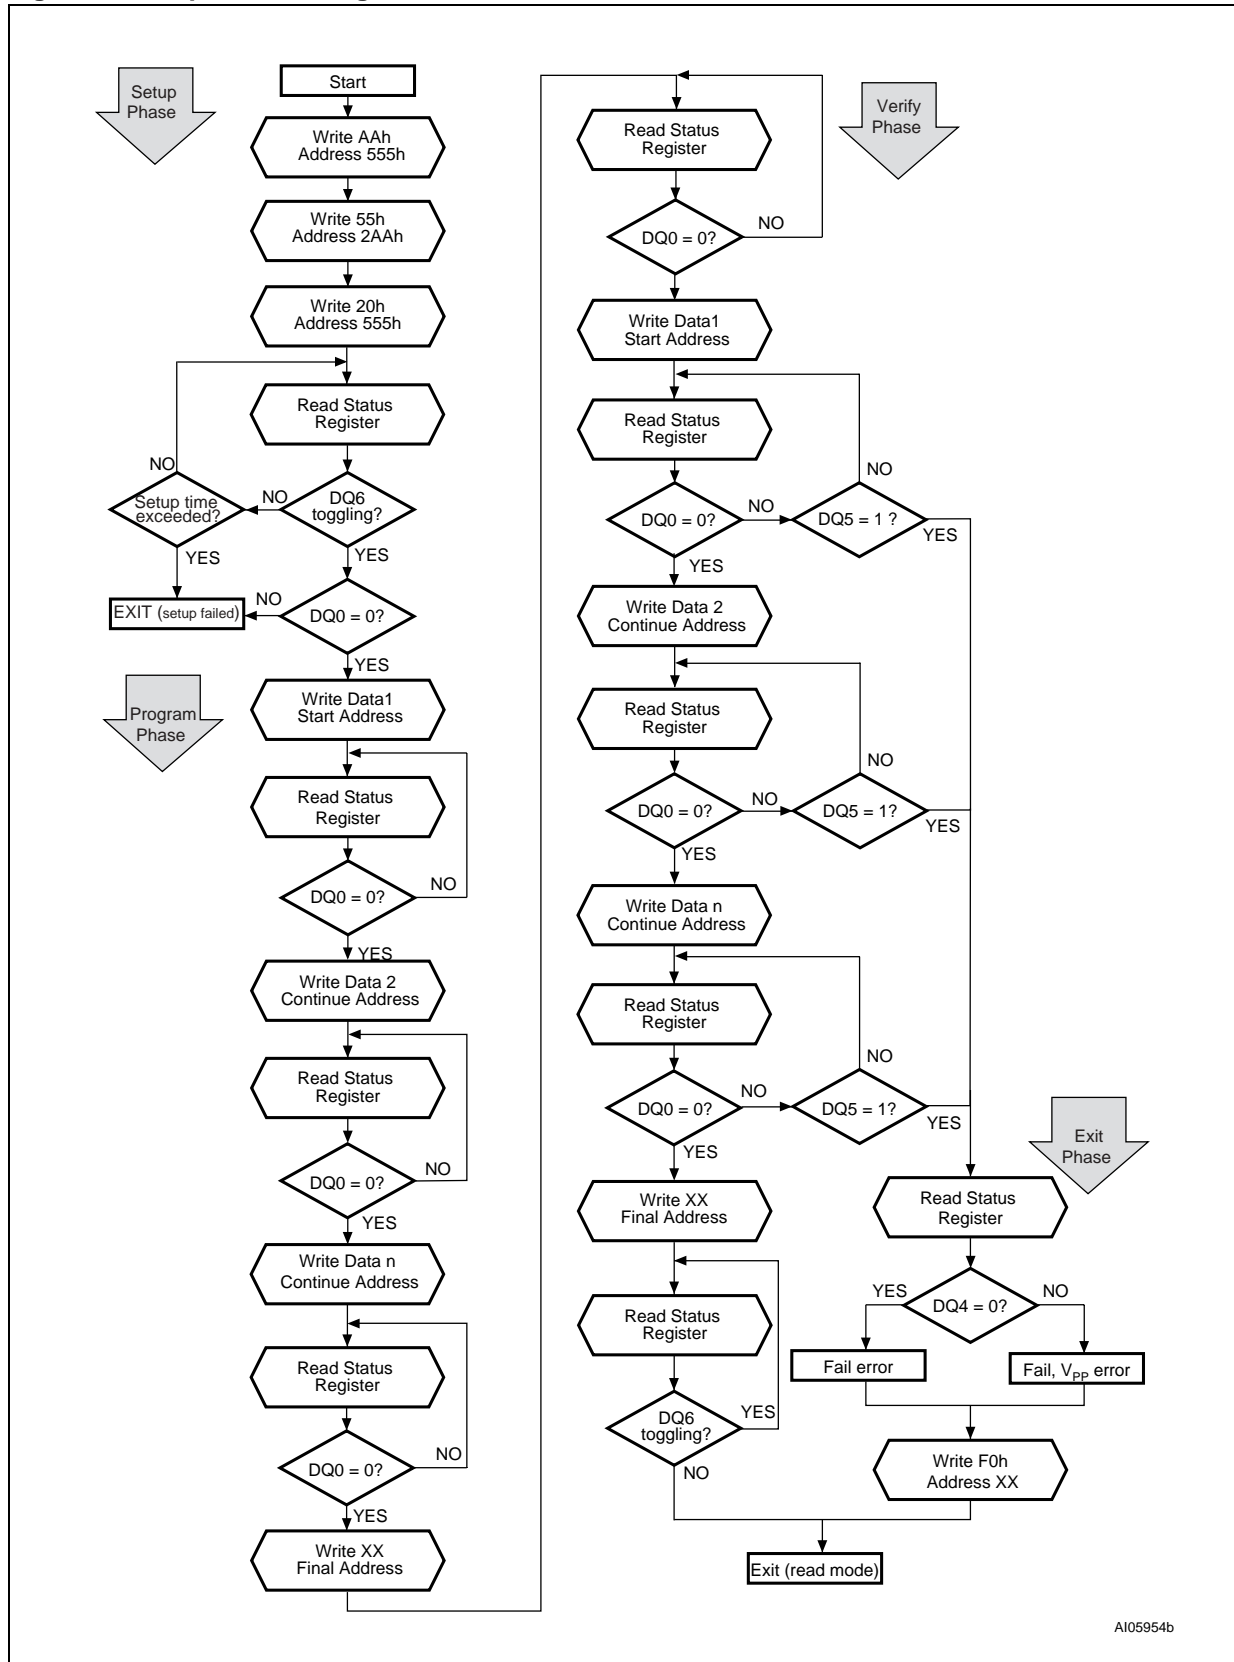 Setup
Phase
Start
Write AAh
Address 555h
Write 55h
Address 2AAh
Write 20h
Address 555h
Read Status
Register
NO
Setup time
exceeded?
NO
DQ6
toggling?
YES
YES
EXIT (setup failed)
NO
DQ0 = 0?
YES
Program
Phase
Write Data1
Start Address
Read Status
Register
DQ0 = 0?
NO
YES
Write Data 2
Continue Address
Read Status
Register
DQ0 = 0?
NO
YES
Write Data n
Continue Address
Read Status
Register
DQ0 = 0?
NO
YES
Write XX
Final Address
Verify
Phase
Read Status
Register
DQ0 = 0?
NO
Write Data1
Start Address
Read Status
Register
NO
DQ0 = 0?
NO
DQ5 = 1 ?
YES
YES
Write Data 2
Continue Address
Read Status
Register
NO
DQ0 = 0?
NO
DQ5 = 1?
YES
YES
Write Data n
Continue Address
Read Status
Register
NO
DQ0 = 0?
NO
DQ5 = 1?
YES
YES
Write XX
Final Address
Read Status
Register
DQ6
toggling?
YES
NO
Exit
Phase
Read Status
Register
YES
DQ4 = 0?
NO
Fail error
Fail, VPP error
Write F0h
Address XX
Exit (read mode)
AI05954b